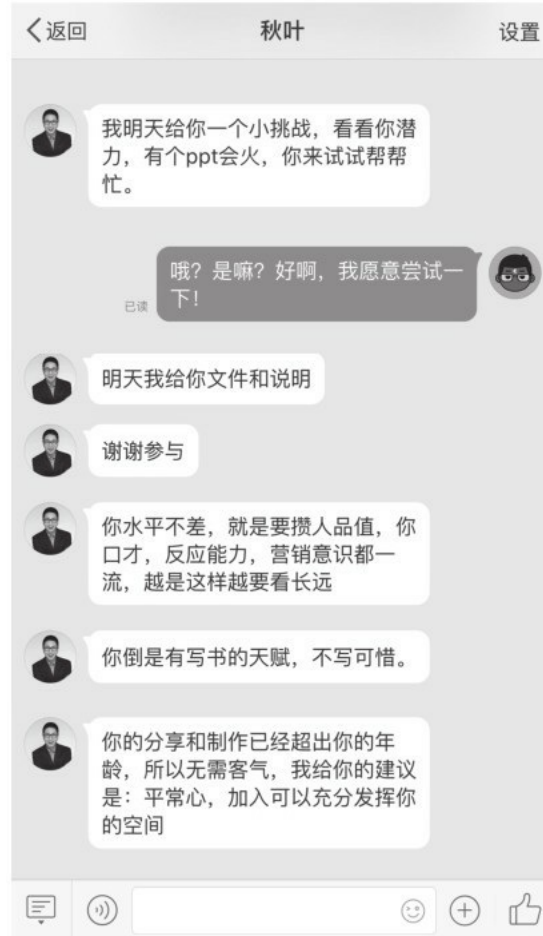 返回
秋叶
设置
我明天给你一个小挑战，看看你潜
力，有个ppt会火，你来试试帮帮
忙。
哦？是嘛？好啊，我愿意尝试一
下！
已读
明天我给你文件和说明
谢谢参与
你水平不差，就是要攒人品值，你
口才，反应能力，营销意识都一
流，越是这样越要看长远
你倒是有写书的天赋，不写可惜。
你的分享和制作已经超出你的年
龄，所以无需客气，我给你的建议
是：平常心，加入可以充分发挥你
的空间